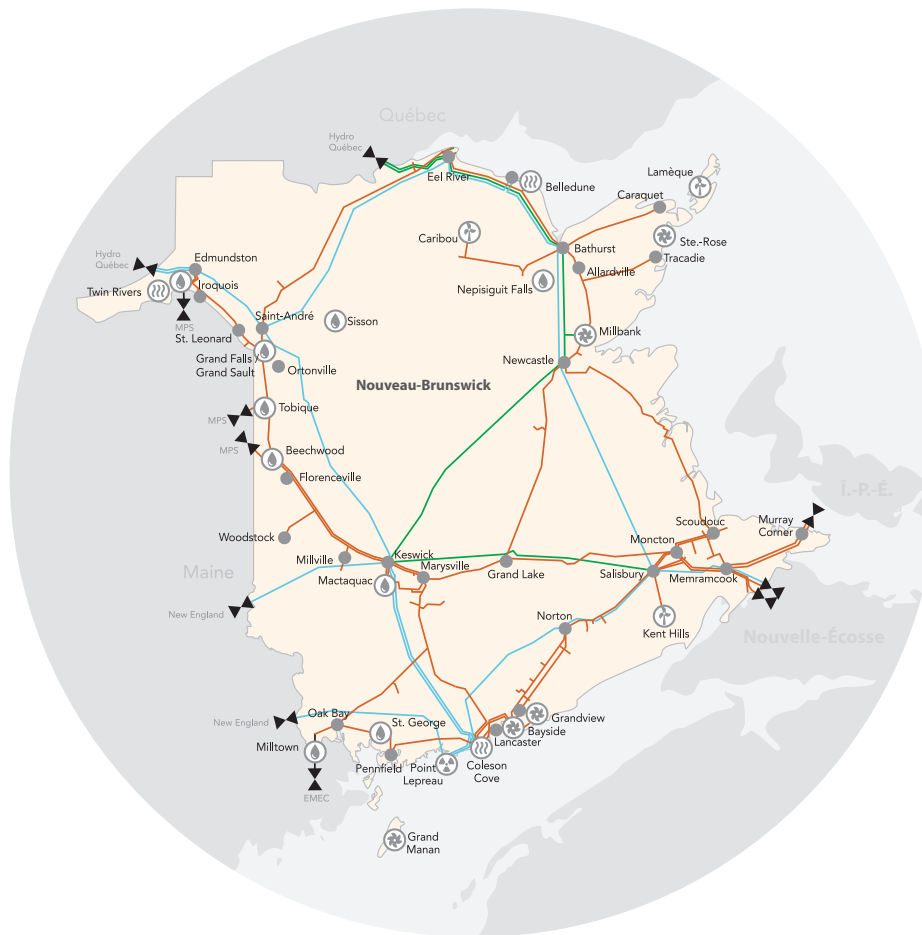 Québec
Hydro
Québec
Eel River
Belledune
Lamèque
Caraquet
Ste.-Rose
Tracadie
Caribou
Bathurst
Allardville
Nepisiguit Falls
Hydro
Québec
Edmundston
Twin Rivers
Iroquois
MPS
St. Leonard
Saint-André
Sisson
Millbank
Grand Falls /
Grand Sault
Ortonville
Newcastle
Nouveau-Brunswick
Tobique
MPS
MPS
Beechwood
Florenceville
Î.-P.-É.
Woodstock
Millville
Keswick
Mactaquac
Marysville
Grand Lake
Moncton
Scoudouc
Murray
Corner
Salisbury
Memramcook
Maine
New England
Norton
Kent Hills
Nouvelle-Écosse
New England
Oak Bay
St. George
Grandview
Bayside
Lancaster
Milltown
Pennfield
Point
Lepreau
Coleson
Cove
EMEC
Grand
Manan